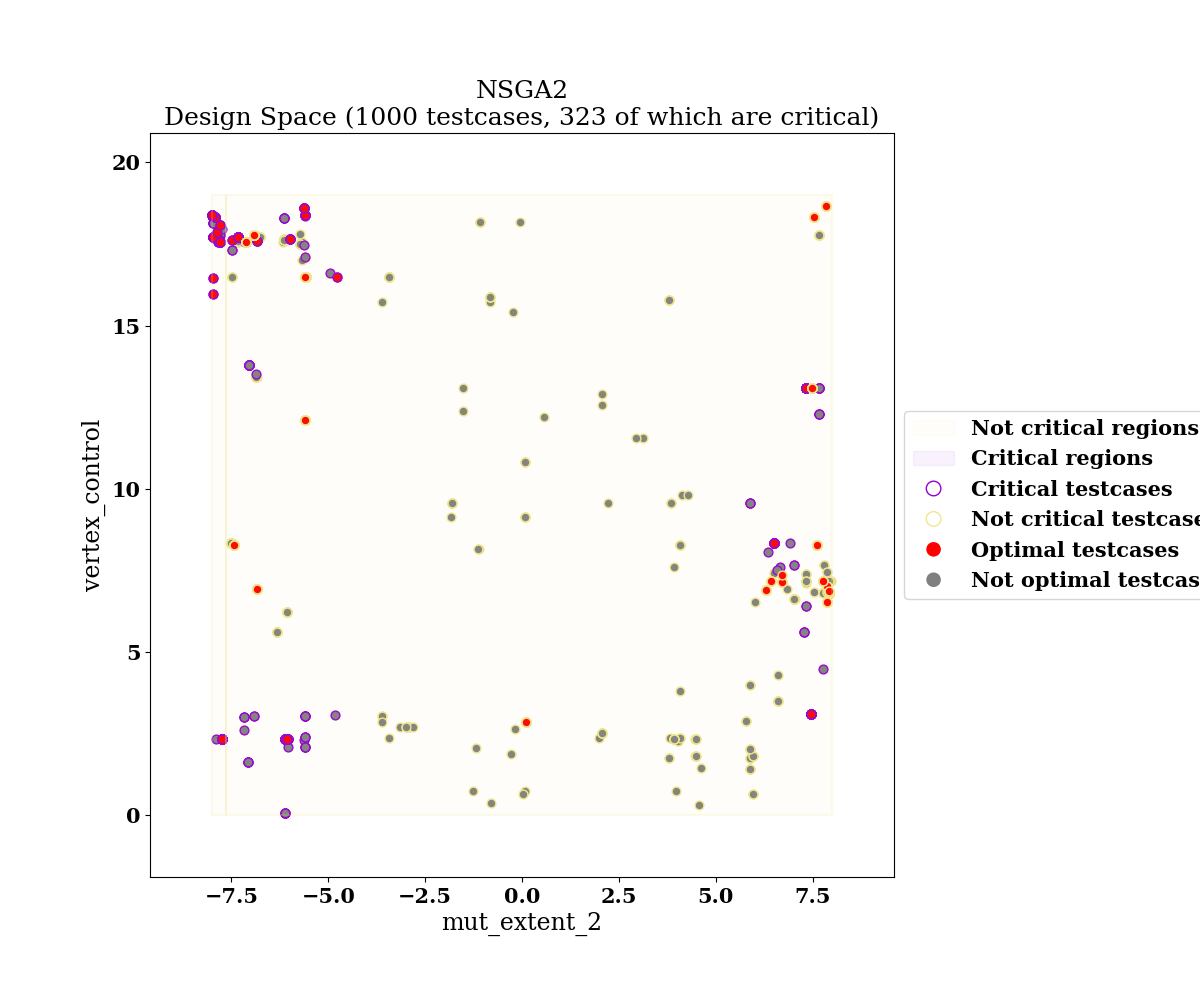 NSGA2
Design Space (1000 testcases, 323 of which are critical)
20
15
10
5
0
vertex_control
−7.5 −5.0 −2.5 0.0 2.5 5.0 7.5
mut_extent_2
Not critical regions
Critical regions
Critical testcases
Not critical testcase
Optimal testcases
Not optimal testcas